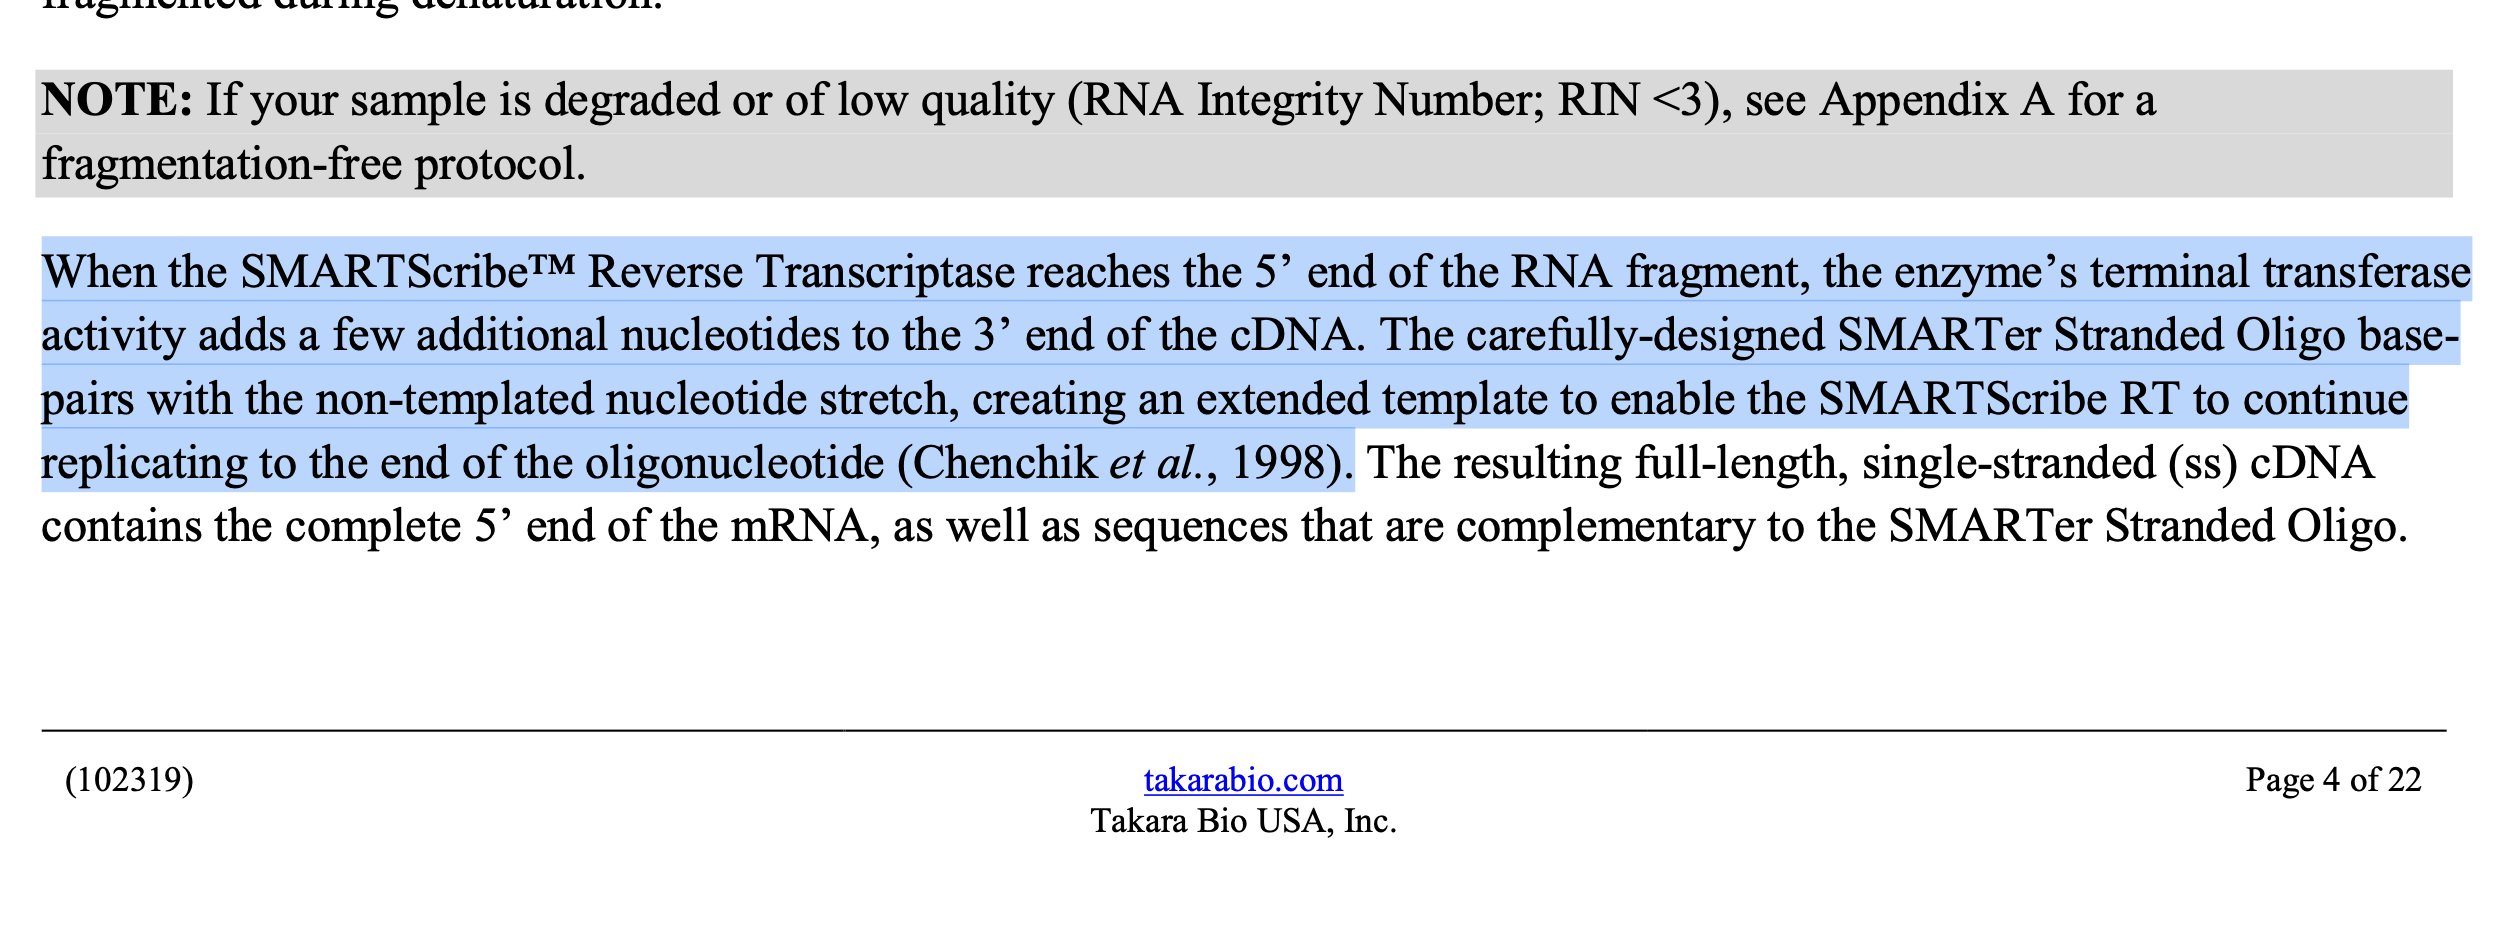 fragmented during denaturation.
NOTE: If your sample is degraded or of low quality (RNA Integrity Number; RIN <3), see Appendix A for a
fragmentation-free protocol.
When the SMARTScribe™ Reverse Transcriptase reaches the 5’ end of the RNA fragment, the enzyme’s terminal transferase
activity adds a few additional nucleotides to the 3’ end of the cDNA. The carefully-designed SMARTer Stranded Oligo base-
pairs with the non-templated nucleotide stretch, creating an extended template to enable the SMARTScribe RT to continue
replicating to the end of the oligonucleotide (Chenchik et al., 1998). The resulting full-length, single-stranded (ss) cDNA
contains the complete 5’ end of the mRNA, as well as sequences that are complementary to the SMARTer Stranded Oligo.
(102319)
takarabio.com
Takara Bio USA, Inc.
Page 4 of 22